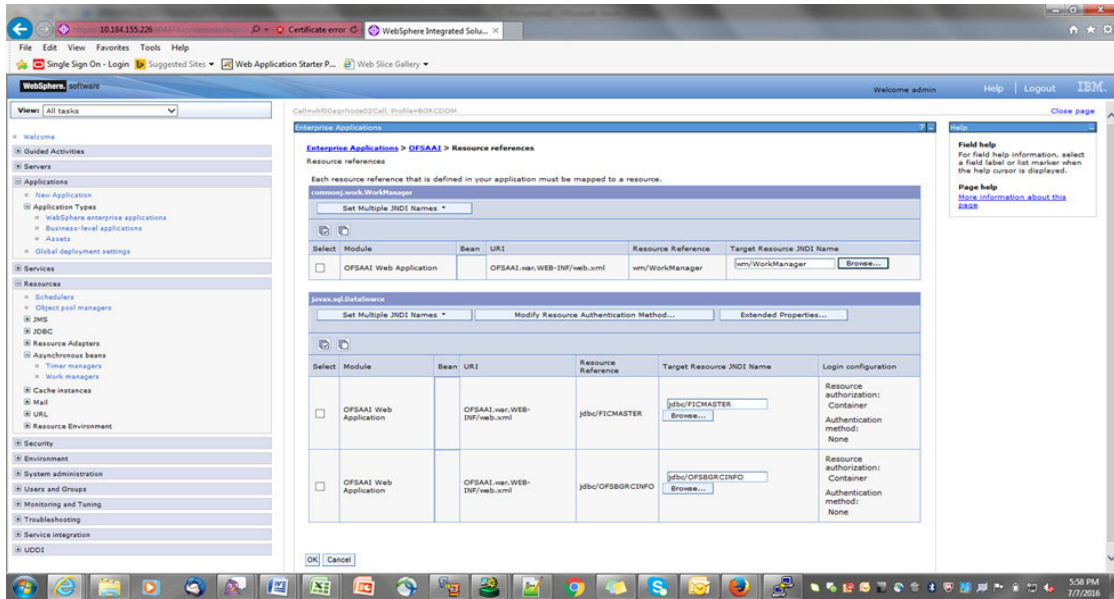 10.184.155.226
Certificate error
WebSphere Integrated Solu...
File Edit View Favorites Tools Help
Single Sign On - Login
Suggested Sites
Web Application Starter P...
Web Slice Gallery
WebSphere. software
Welcome admin
Help
Logout
IBM.
View: All tasks
Welcome
Guided Activities
Servers
Applications
New Application
Application Types
WebSphere enterprise applications
Business-level applications
Assets
Global deployment settings
Services
Resources
Schedulers
Object pool managers
JMS
JDBC
Resource Adapters
Asynchronous beans
Timer managers
Work managers
Cache instances
Mail
URL
Resource Environment
Security
Environment
System administration
Users and Groups
Monitoring and Tuning
Troubleshooting
Service integration
UDDI
Profile=BGRCDOM
Close page
Enterprise Applications
Enterprise Applications > OFSAAI > Resource references
Resource references
Each resource reference that is defined in your application must be mapped to a resource.
commonj.work.WorkManager
Set Multiple JNDI Names
Select Module Bean URI Resource Reference Target Resource JNDI Name
OFSAAI Web Application OFSAAI.war,WEB-INF/web.xml wm/WorkManager wm/WorkManager Browse...
javax.sql.DataSource
Set Multiple JNDI Names Modify Resource Authentication Method... Extended Properties...
Select Module Bean URI Resource Reference Target Resource JNDI Name Login configuration
OFSAAI Web Application
OFSAAI.war,WEB-INF/web.xml
jdbc/FICMASTER
jdbc/FICMASTER
Browse...
Resource authorization:
Container
Authentication method:
None
OFSAAI Web Application
OFSAAI.war,WEB-INF/web.xml
jdbc/OFSBGRCINFO
jdbc/OFSBGRCINFO
Browse...
Resource authorization:
Container
Authentication method:
None
OK Cancel
Help
Field help
For field help information, select
a field label or list marker when
the help cursor is displayed.
Page help
More information about this
page
5:58 PM
7/7/2016